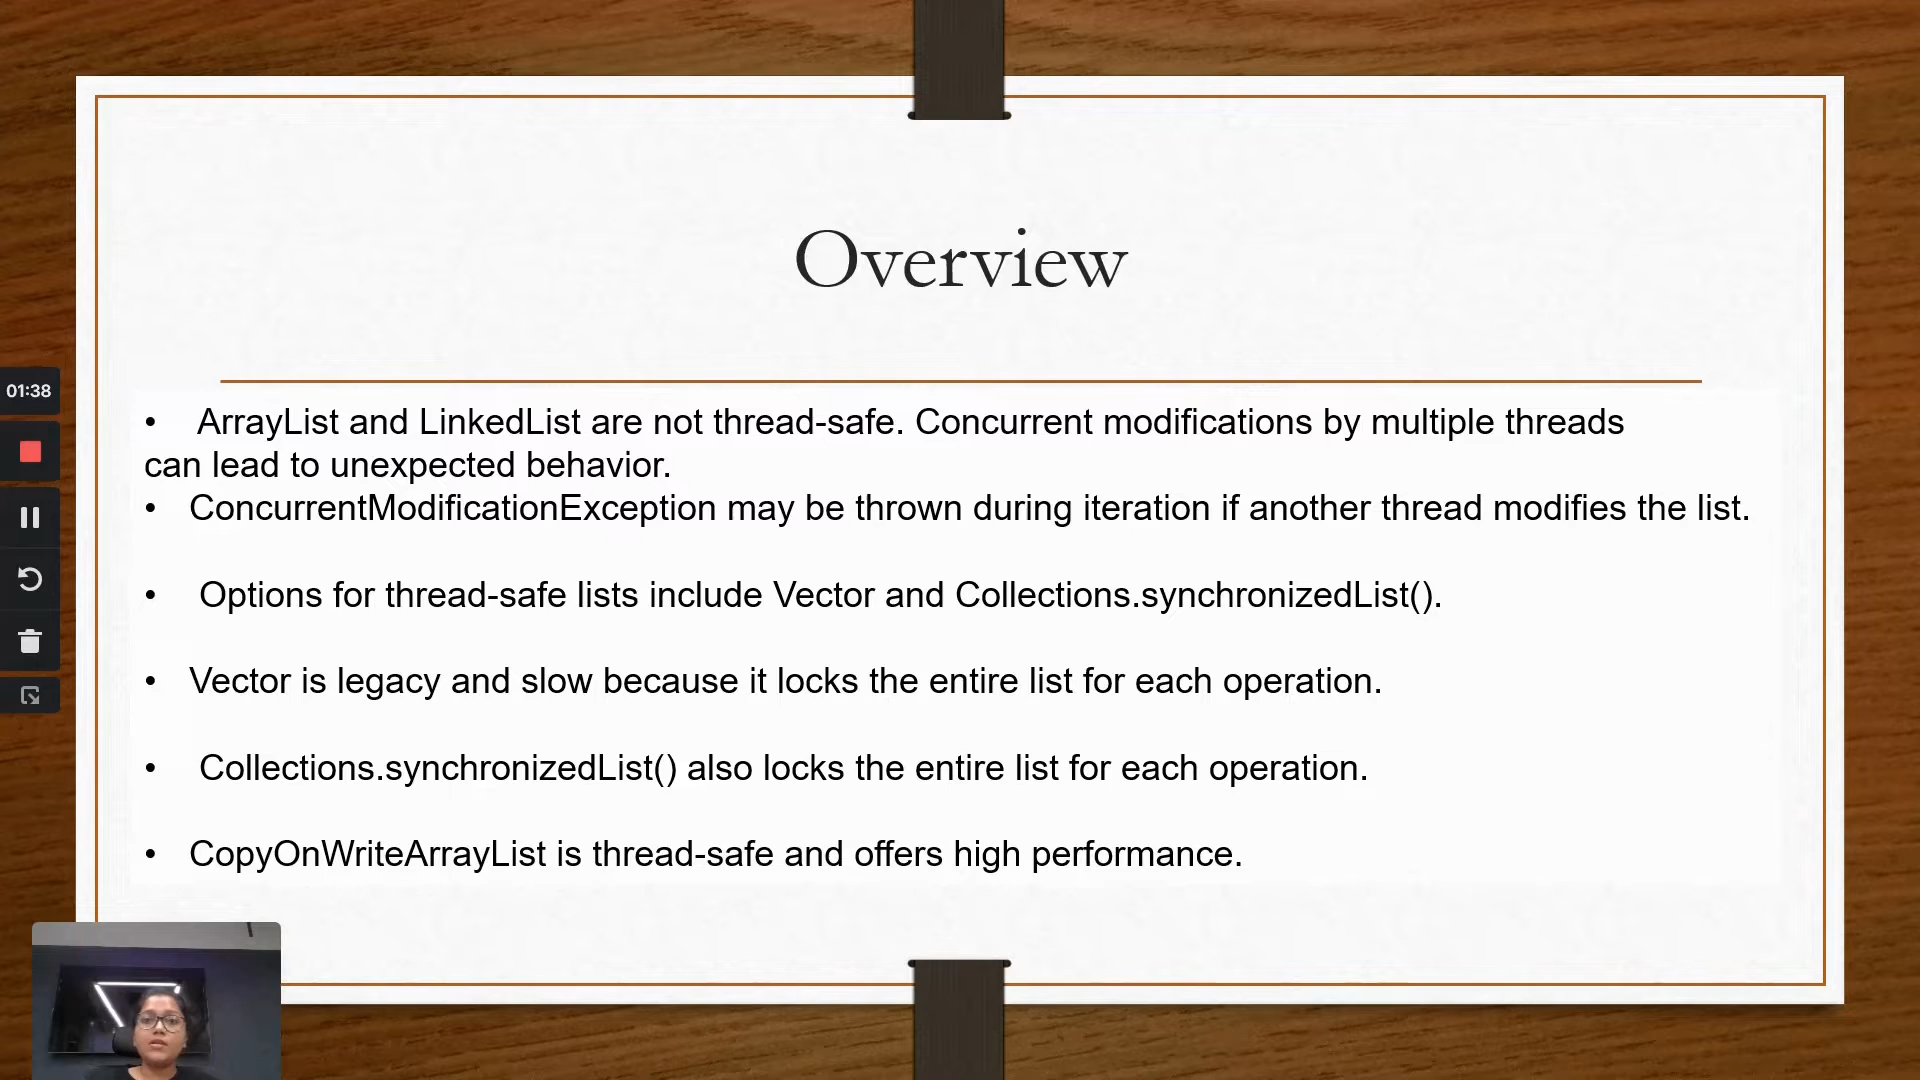 Overview
01:38
• ArrayList and LinkedList are not thread-safe. Concurrent modifications by multiple threads
can lead to unexpected behavior.
• ConcurrentModificationException may be thrown during iteration if another thread modifies the list.
• Options for thread-safe lists include Vector and Collections.synchronizedList().
• Vector is legacy and slow because it locks the entire list for each operation.
• Collections.synchronizedList() also locks the entire list for each operation.
• CopyOnWriteArrayList is thread-safe and offers high performance.